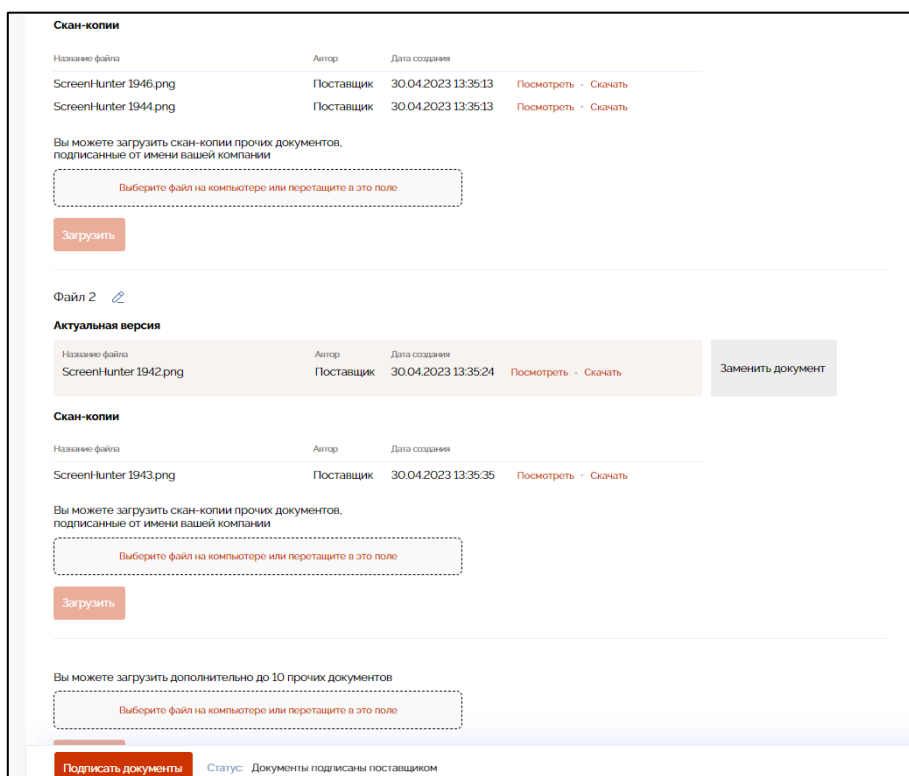 Скан-копии
Название файла Автор Дата создания
ScreenHunter 1946.png Поставщик 30.04.2023 13:35:13 Посмотреть • Скачать
ScreenHunter 1944.png Поставщик 30.04.2023 13:35:13 Посмотреть • Скачать
Вы можете загрузить скан-копии прочих документов,
подписанные от имени вашей компании
Выберите файл на компьютере или перетащите в это поле
Загрузить
Файл 2
Актуальная версия
Название файла Автор Дата создания
ScreenHunter 1942.png Поставщик 30.04.2023 13:35:24 Посмотреть • Скачать Заменить документ
Скан-копии
Название файла Автор Дата создания
ScreenHunter 1943.png Поставщик 30.04.2023 13:35:35 Посмотреть • Скачать
Вы можете загрузить скан-копии прочих документов,
подписанные от имени вашей компании
Выберите файл на компьютере или перетащите в это поле
Загрузить
Вы можете загрузить дополнительно до 10 прочих документов
Выберите файл на компьютере или перетащите в это поле
Подписать документы Статус: Документы подписаны поставщиком